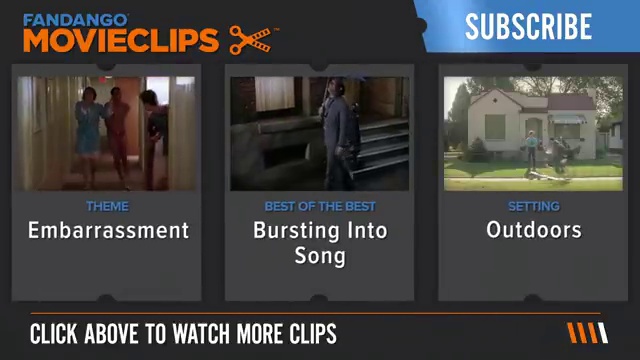 FANDANGO
MOVIECLIPS
SUBSCRIBE
THEME
Embarrassment
BEST OF THE BEST
Bursting Into
Song
SETTING
Outdoors
CLICK ABOVE TO WATCH MORE CLIPS